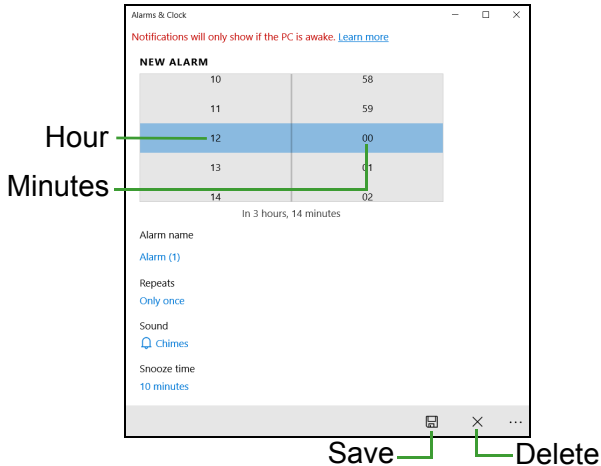 Alarms & Clock
Notifications will only show if the PC is awake. Learn more
NEW ALARM
10 58
11 59
Hour 12 00
13 01
Minutes
14 02
In 3 hours, 14 minutes
Alarm name
Alarm (1)
Repeats
Only once
Sound
Chimes
Snooze time
10 minutes
Save Delete